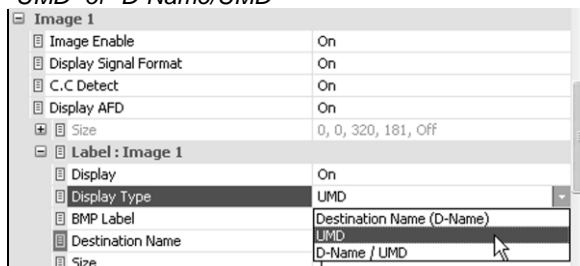 "UMD" or "D-Name/UMD"
Image 1
Image Enable On
Display Signal Format On
C.C Detect On
Display AFD On
Size 0, 0, 320, 181, Off
Label : Image 1
Display On
Display Type UMD
BMP Label Destination Name (D-Name)
Destination Name UMD
Size D-Name / UMD